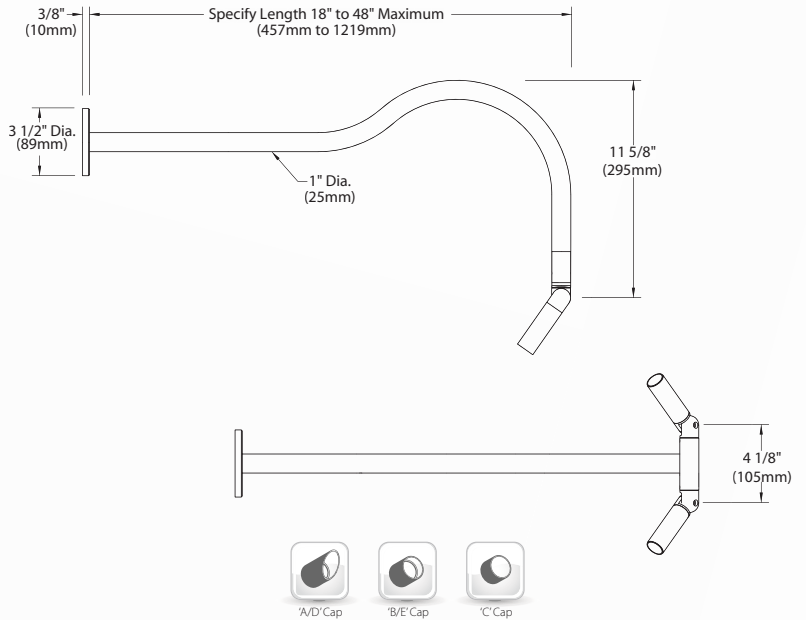 3/8"
(10mm)
Specify Length 18" to 48" Maximum
(457mm to 1219mm)
3 1/2" Dia.
(89mm)
1" Dia.
(25mm)
11 5/8"
(295mm)
4 1/8"
(105mm)
'A/D' Cap
'B/E' Cap
'C' Cap